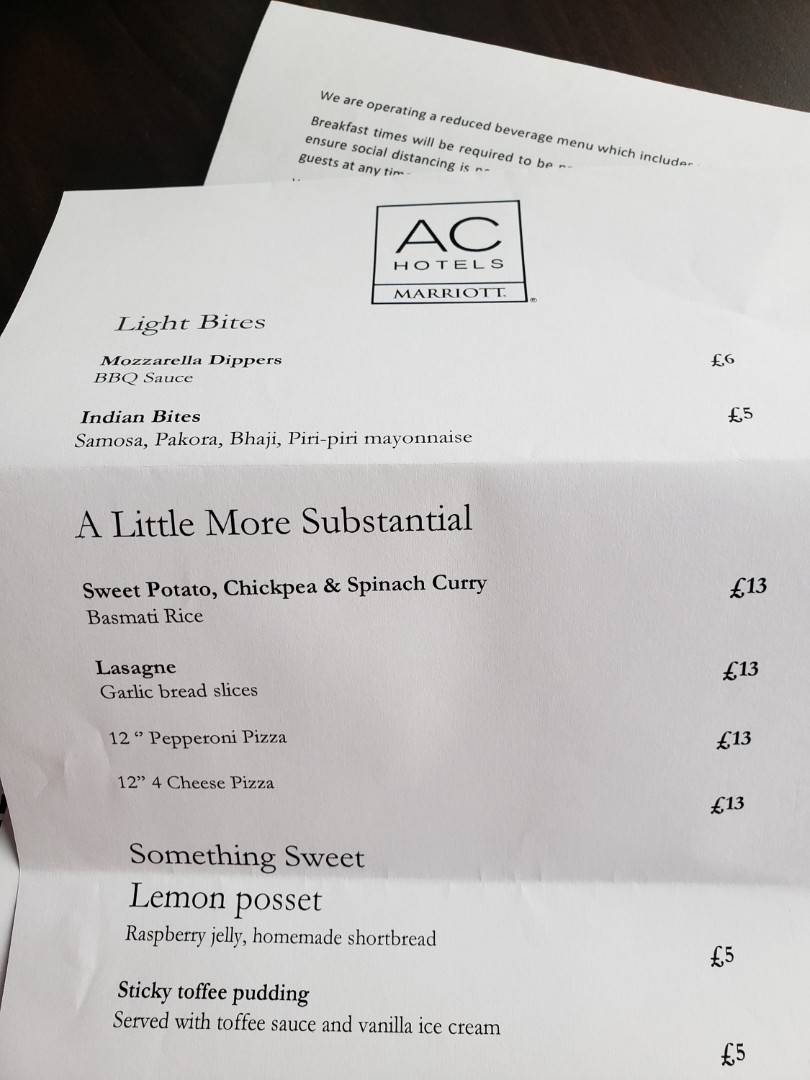 We are operating a reduced beverage menu which includes
Breakfast times will be required to be
ensure social distancing is
guests at any
AC
HOTELS
MARRIOTT ®
Light Bites
Mozzarella Dippers £6
BBQ Sauce
Indian Bites £5
Samosa, Pakora, Bhaji, Piri-piri mayonnaise
A Little More Substantial
Sweet Potato, Chickpea & Spinach Curry £13
Basmati Rice
Lasagne £13
Garlic bread slices
12 “ Pepperoni Pizza £13
12” 4 Cheese Pizza
£13
Something Sweet
Lemon posset
Raspberry jelly, homemade shortbread
£5
Sticky toffee pudding
Served with toffee sauce and vanilla ice cream
£5